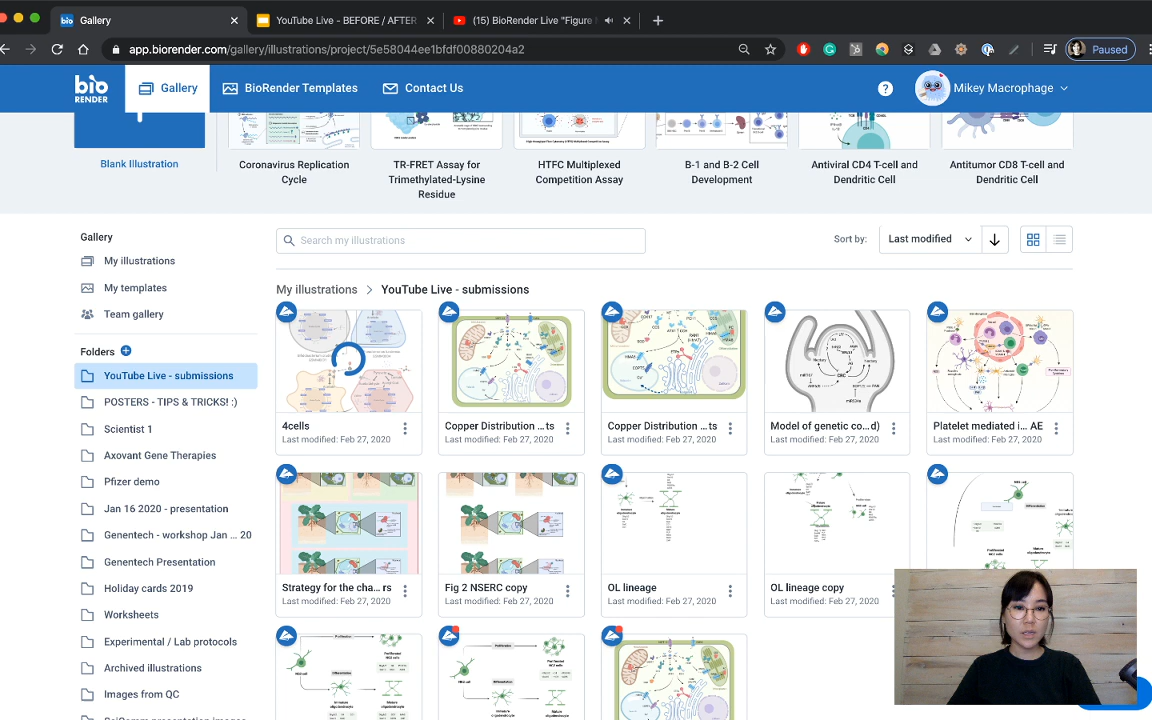 Gallery
YouTube Live - BEFORE / AFTER
(15) BioRender Live "Figure
app.biorender.com/gallery/illustrations/project/5e58044ee1bfdf00880204a2
Paused
bio
RENDER
Gallery
BioRender Templates
Contact Us
?
Mikey Macrophage
Blank Illustration
Coronavirus Replication
Cycle
TR-FRET Assay for
Trimethylated-Lysine
Residue
HTFC Multiplexed
Competition Assay
B-1 and B-2 Cell
Development
Antiviral CD4 T-cell and
Dendritic Cell
Antitumor CD8 T-cell and
Dendritic Cell
Gallery
My illustrations
My templates
Team gallery
Folders
YouTube Live - submissions
POSTERS - TIPS & TRICKS! :)
Scientist 1
Axovant Gene Therapies
Pfizer demo
Jan 16 2020 - presentation
Genentech - workshop Jan ... 20
Genentech Presentation
Holiday cards 2019
Worksheets
Experimental / Lab protocols
Archived illustrations
Images from QC
Search my illustrations
Sort by:
Last modified
My illustrations > YouTube Live - submissions
4cells
Last modified: Feb 27, 2020
Copper Distribution ...ts
Last modified: Feb 27, 2020
Copper Distribution ...ts
Last modified: Feb 27, 2020
Model of genetic co...d)
Last modified: Feb 27, 2020
Platelet mediated i... AE
Last modified: Feb 27, 2020
Strategy for the cha... rs
Last modified: Feb 27, 2020
Fig 2 NSERC copy
Last modified: Feb 27, 2020
OL lineage
Last modified: Feb 27, 2020
OL lineage copy
Last modified: Feb 27, 2020